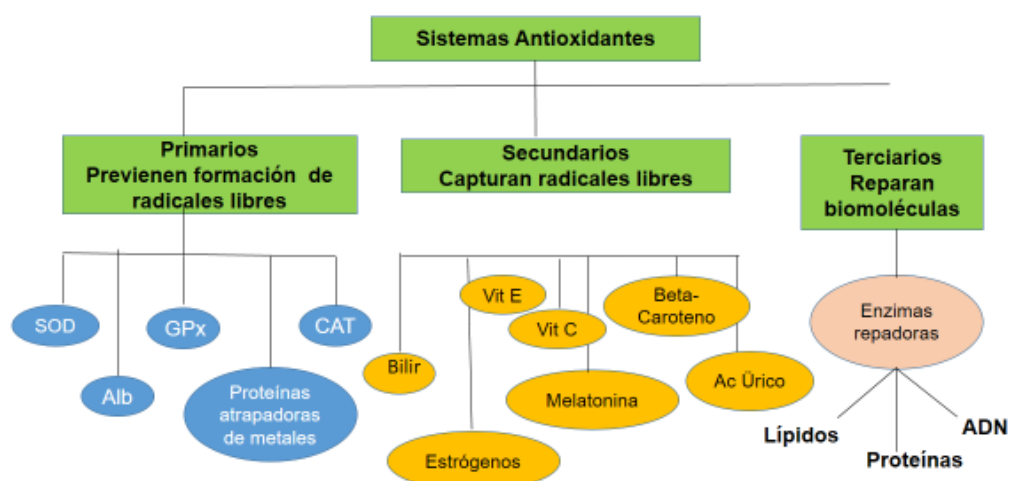 Sistemas Antioxidantes
Primarios
Previenen formación de
radicales libres
Secundarios
Capturan radicales libres
Terciarios
Reparan
biomoléculas
SOD
Alb
GPx
Proteínas
atrapadoras
de metales
CAT
Bilir
Estrógenos
Vit E
Vit C
Melatonina
Beta-
Caroteno
Ac Ürico
Enzimas
repadoras
Lípidos
Proteínas
ADN